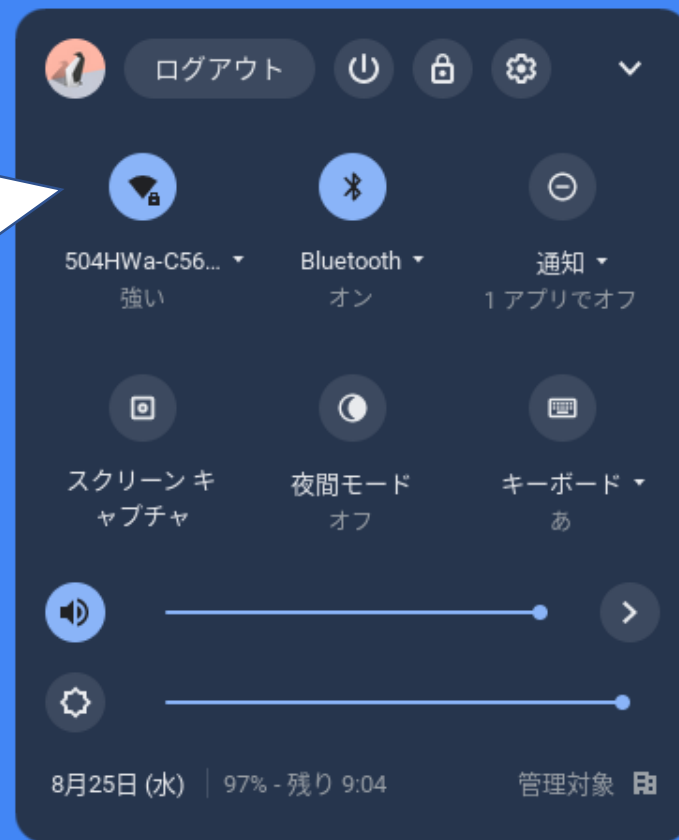 ログアウト
504HWa-C56... Bluetooth 通知
強い オン 1 アプリでオフ
スクリーン キ
ャプチャ
夜間モード キーボード
オフ あ
8月25日 (水) 97% - 残り 9:04 管理対象